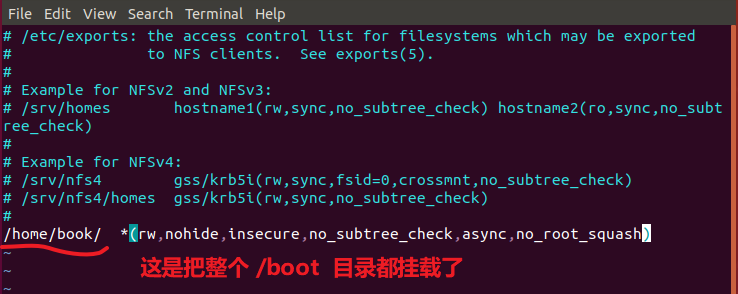 File Edit View Search Terminal Help
# /etc/exports: the access control list for filesystems which may be exported
#               to NFS clients.  See exports(5).
#
# Example for NFSv2 and NFSv3:
# /srv/homes       hostname1(rw,sync,no_subtree_check) hostname2(ro,sync,no_subt
ree_check)
#
# Example for NFSv4:
# /srv/nfs4        gss/krb5i(rw,sync,fsid=0,crossmnt,no_subtree_check)
# /srv/nfs4/homes  gss/krb5i(rw,sync,no_subtree_check)
#
/home/book/  *(rw,nohide,insecure,no_subtree_check,async,no_root_squash)
~
这是把整个 /boot 目录都挂载了
~